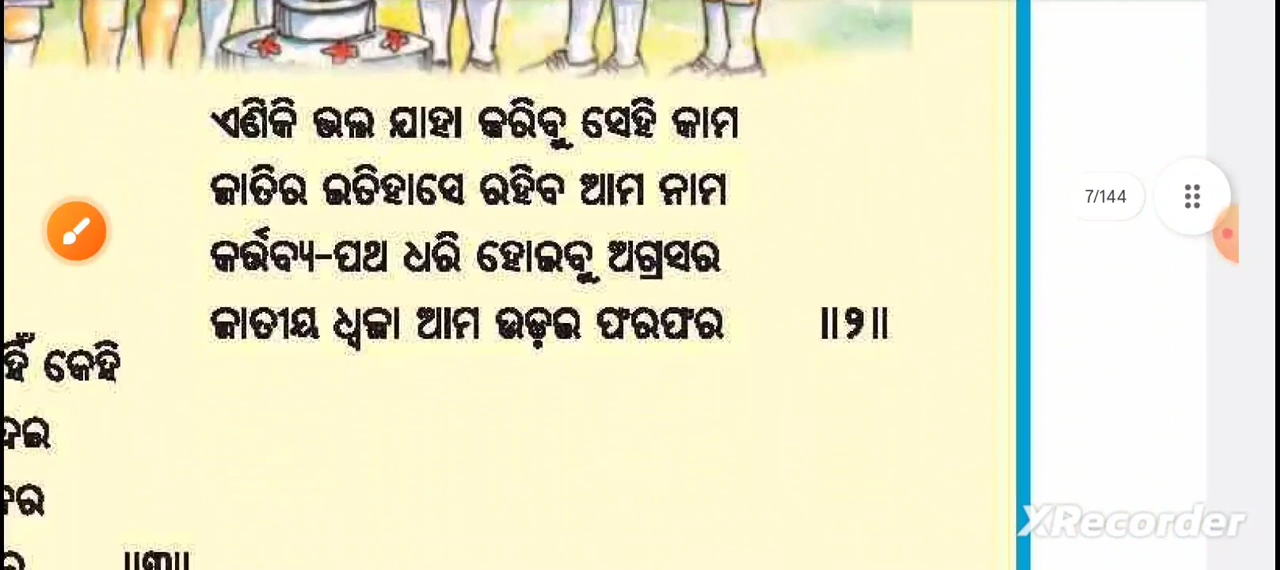 ଏଣିକି ଭଲ ଯାହା କରିବୁ ସେହି କାମ
ଜାତିର ଇତିହାସେ ରହିବ ଆମ ନାମ
କର୍ତ୍ତବ୍ୟ-ପଥ ଧରି ହୋଇବୁ ଅଗ୍ରସର
ଜାତୀୟ ଧ୍ୱଜା ଆମ ଉଡ଼ଇ ଫରଫର ॥୨॥
କେହି
॥୩॥
7/144
XRecorder